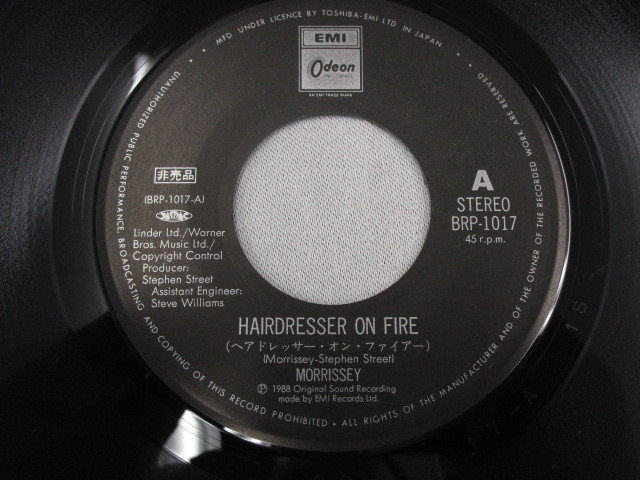 MFD UNDER LICENCE BY TOSHIBA-EMI LTD IN JAPAN •
ALL RIGHTS OF THE MANUFACTURER AND OF THE OWNER OF THE RECORDED WORK ARE RESERVED
UNAUTHORIZED PUBLIC PERFORMANCE, BROADCASTING AND COPYING OF THIS RECORD PROHIBITED •
EMI
Odeon
AN EMI TRADE MARK
非売品
(BRP-1017-A)
JASRAC
Linder Ltd./Warner
Bros. Music Ltd./
Copyright Control
Producer:
Stephen Street
Assistant Engineer:
Steve Williams
A
STEREO
BRP-1017
45 r.p.m.
HAIRDRESSER ON FIRE
(ヘアドレッサー・オン・ファイアー)
(Morrissey-Stephen Street)
MORRISSEY
Ⓟ 1988 Original Sound Recording
made by EMI Records Ltd.